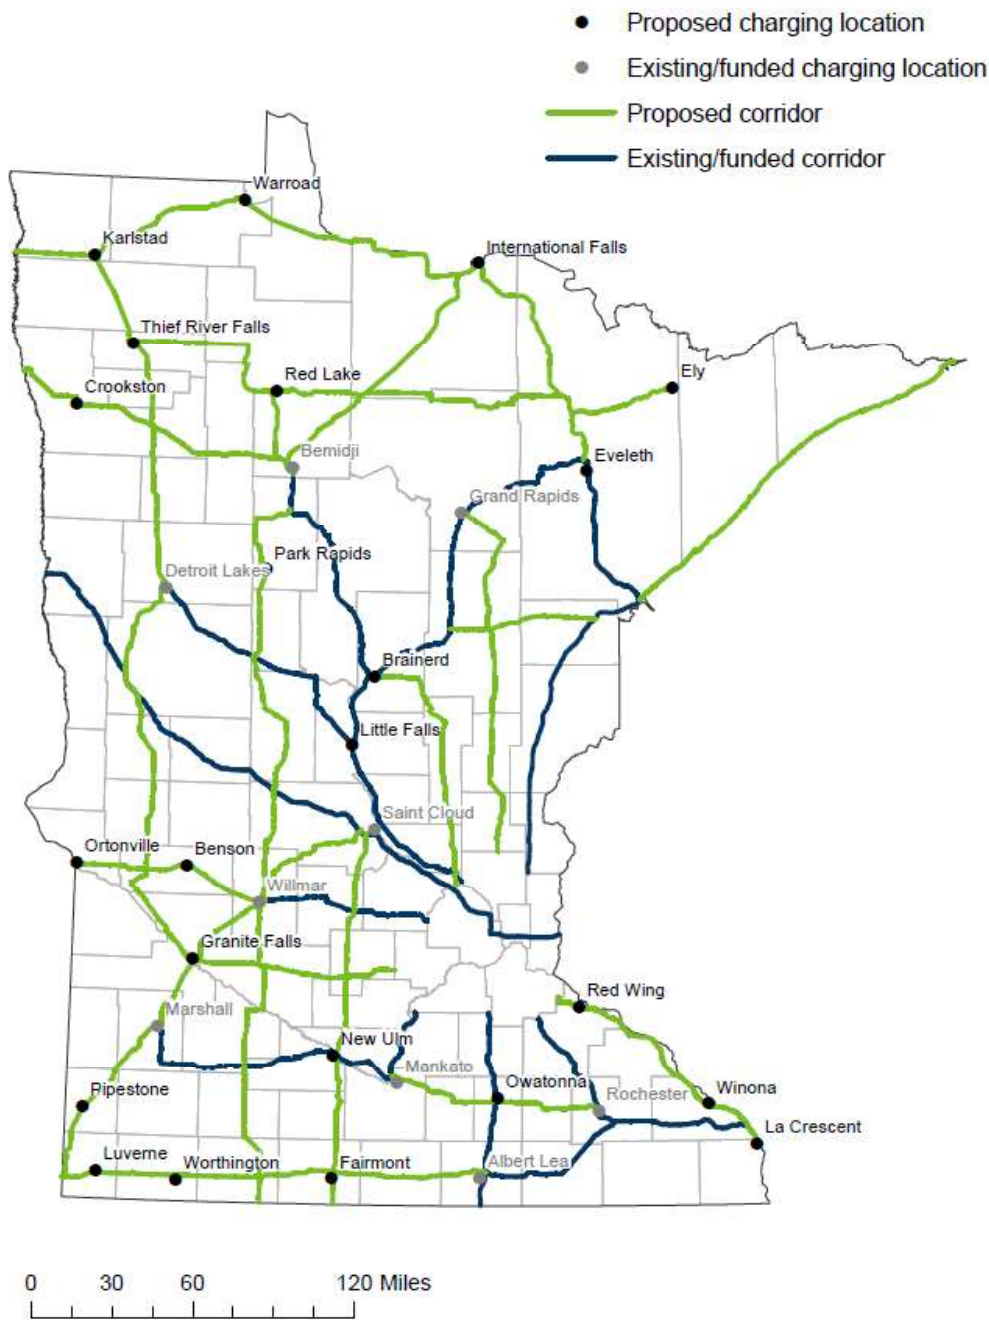 Proposed charging location
Existing/funded charging location
Proposed corridor
Existing/funded corridor
Warroad
Karlstad
International Falls
Thief River Falls
Crookston
Red Lake
Ely
Bemidji
Eveleth
Grand Rapids
Park Rapids
Detroit Lakes
Brainerd
Little Falls
Saint Cloud
Ortonville
Benson
Willmar
Granite Falls
Red Wing
Marshall
New Ulm
Mankato
Owatonna
Rochester
Winona
Pipestone
La Crescent
Luverne
Worthington
Fairmont
Albert Lea
0 30 60 120 Miles